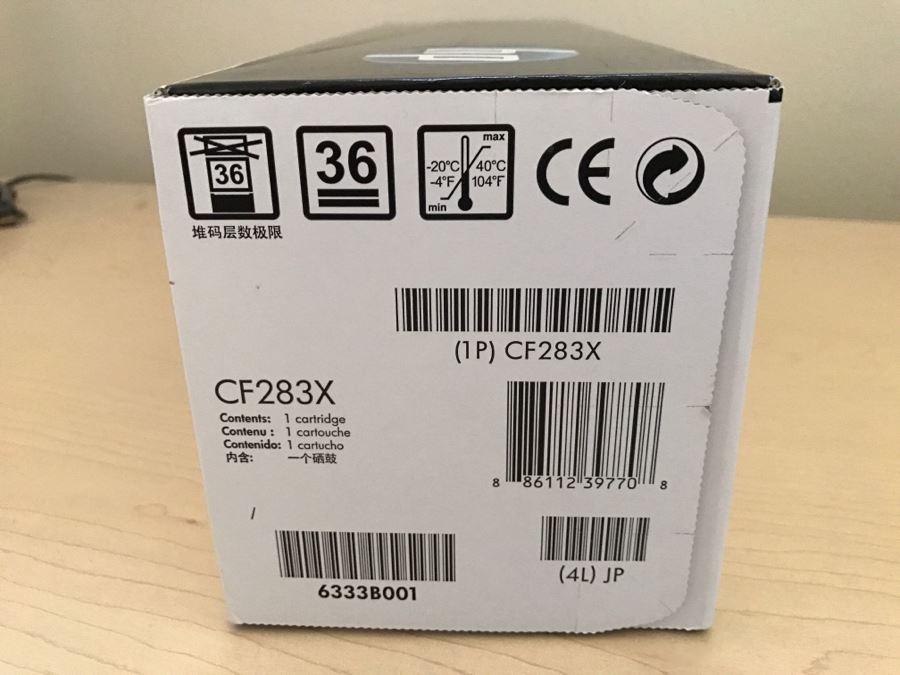 36
堆码层数极限
36
max
-20°C 40°C
-4°F 104°F
min
CE
(1P) CF283X
CF283X
Contents: 1 cartridge
Contenu : 1 cartouche
Contenido: 1 cartucho
内含: 一个硒鼓
8 86112 39770 8
6333B001
(4L) JP